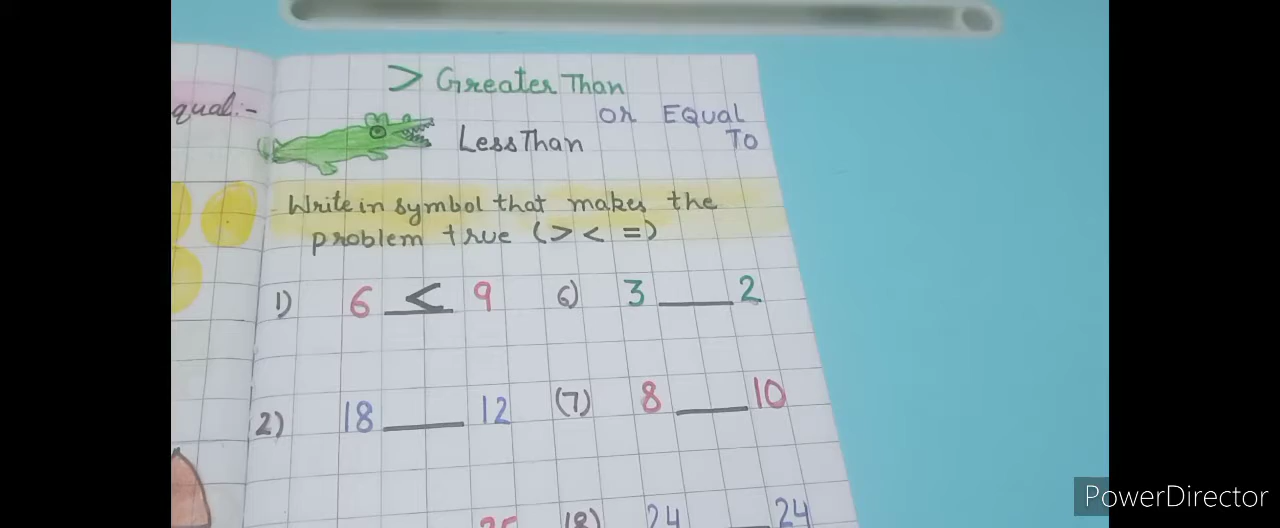 qual:-
> Greater Than
OR EQUAL
Less Than TO
Write in symbol that makes the
problem true (> < =)
1) 6 < 9 6) 3 ___ 2
2) 18 ___ 12 (7) 8 ___ 10
(8) 24 ___ 24
PowerDirector